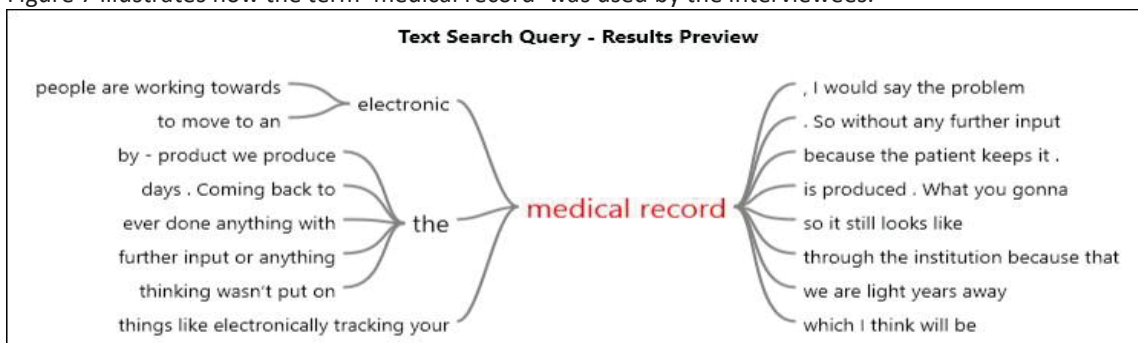 Figure 7 illustrates how the term 'medical record' was used by the interviewees.
Text Search Query - Results Preview
people are working towards
to move to an
electronic
by - product we produce
days . Coming back to
ever done anything with
further input or anything
thinking wasn't put on
the
things like electronically tracking your
medical record
, I would say the problem
. So without any further input
because the patient keeps it .
is produced . What you gonna
so it still looks like
through the institution because that
we are light years away
which I think will be